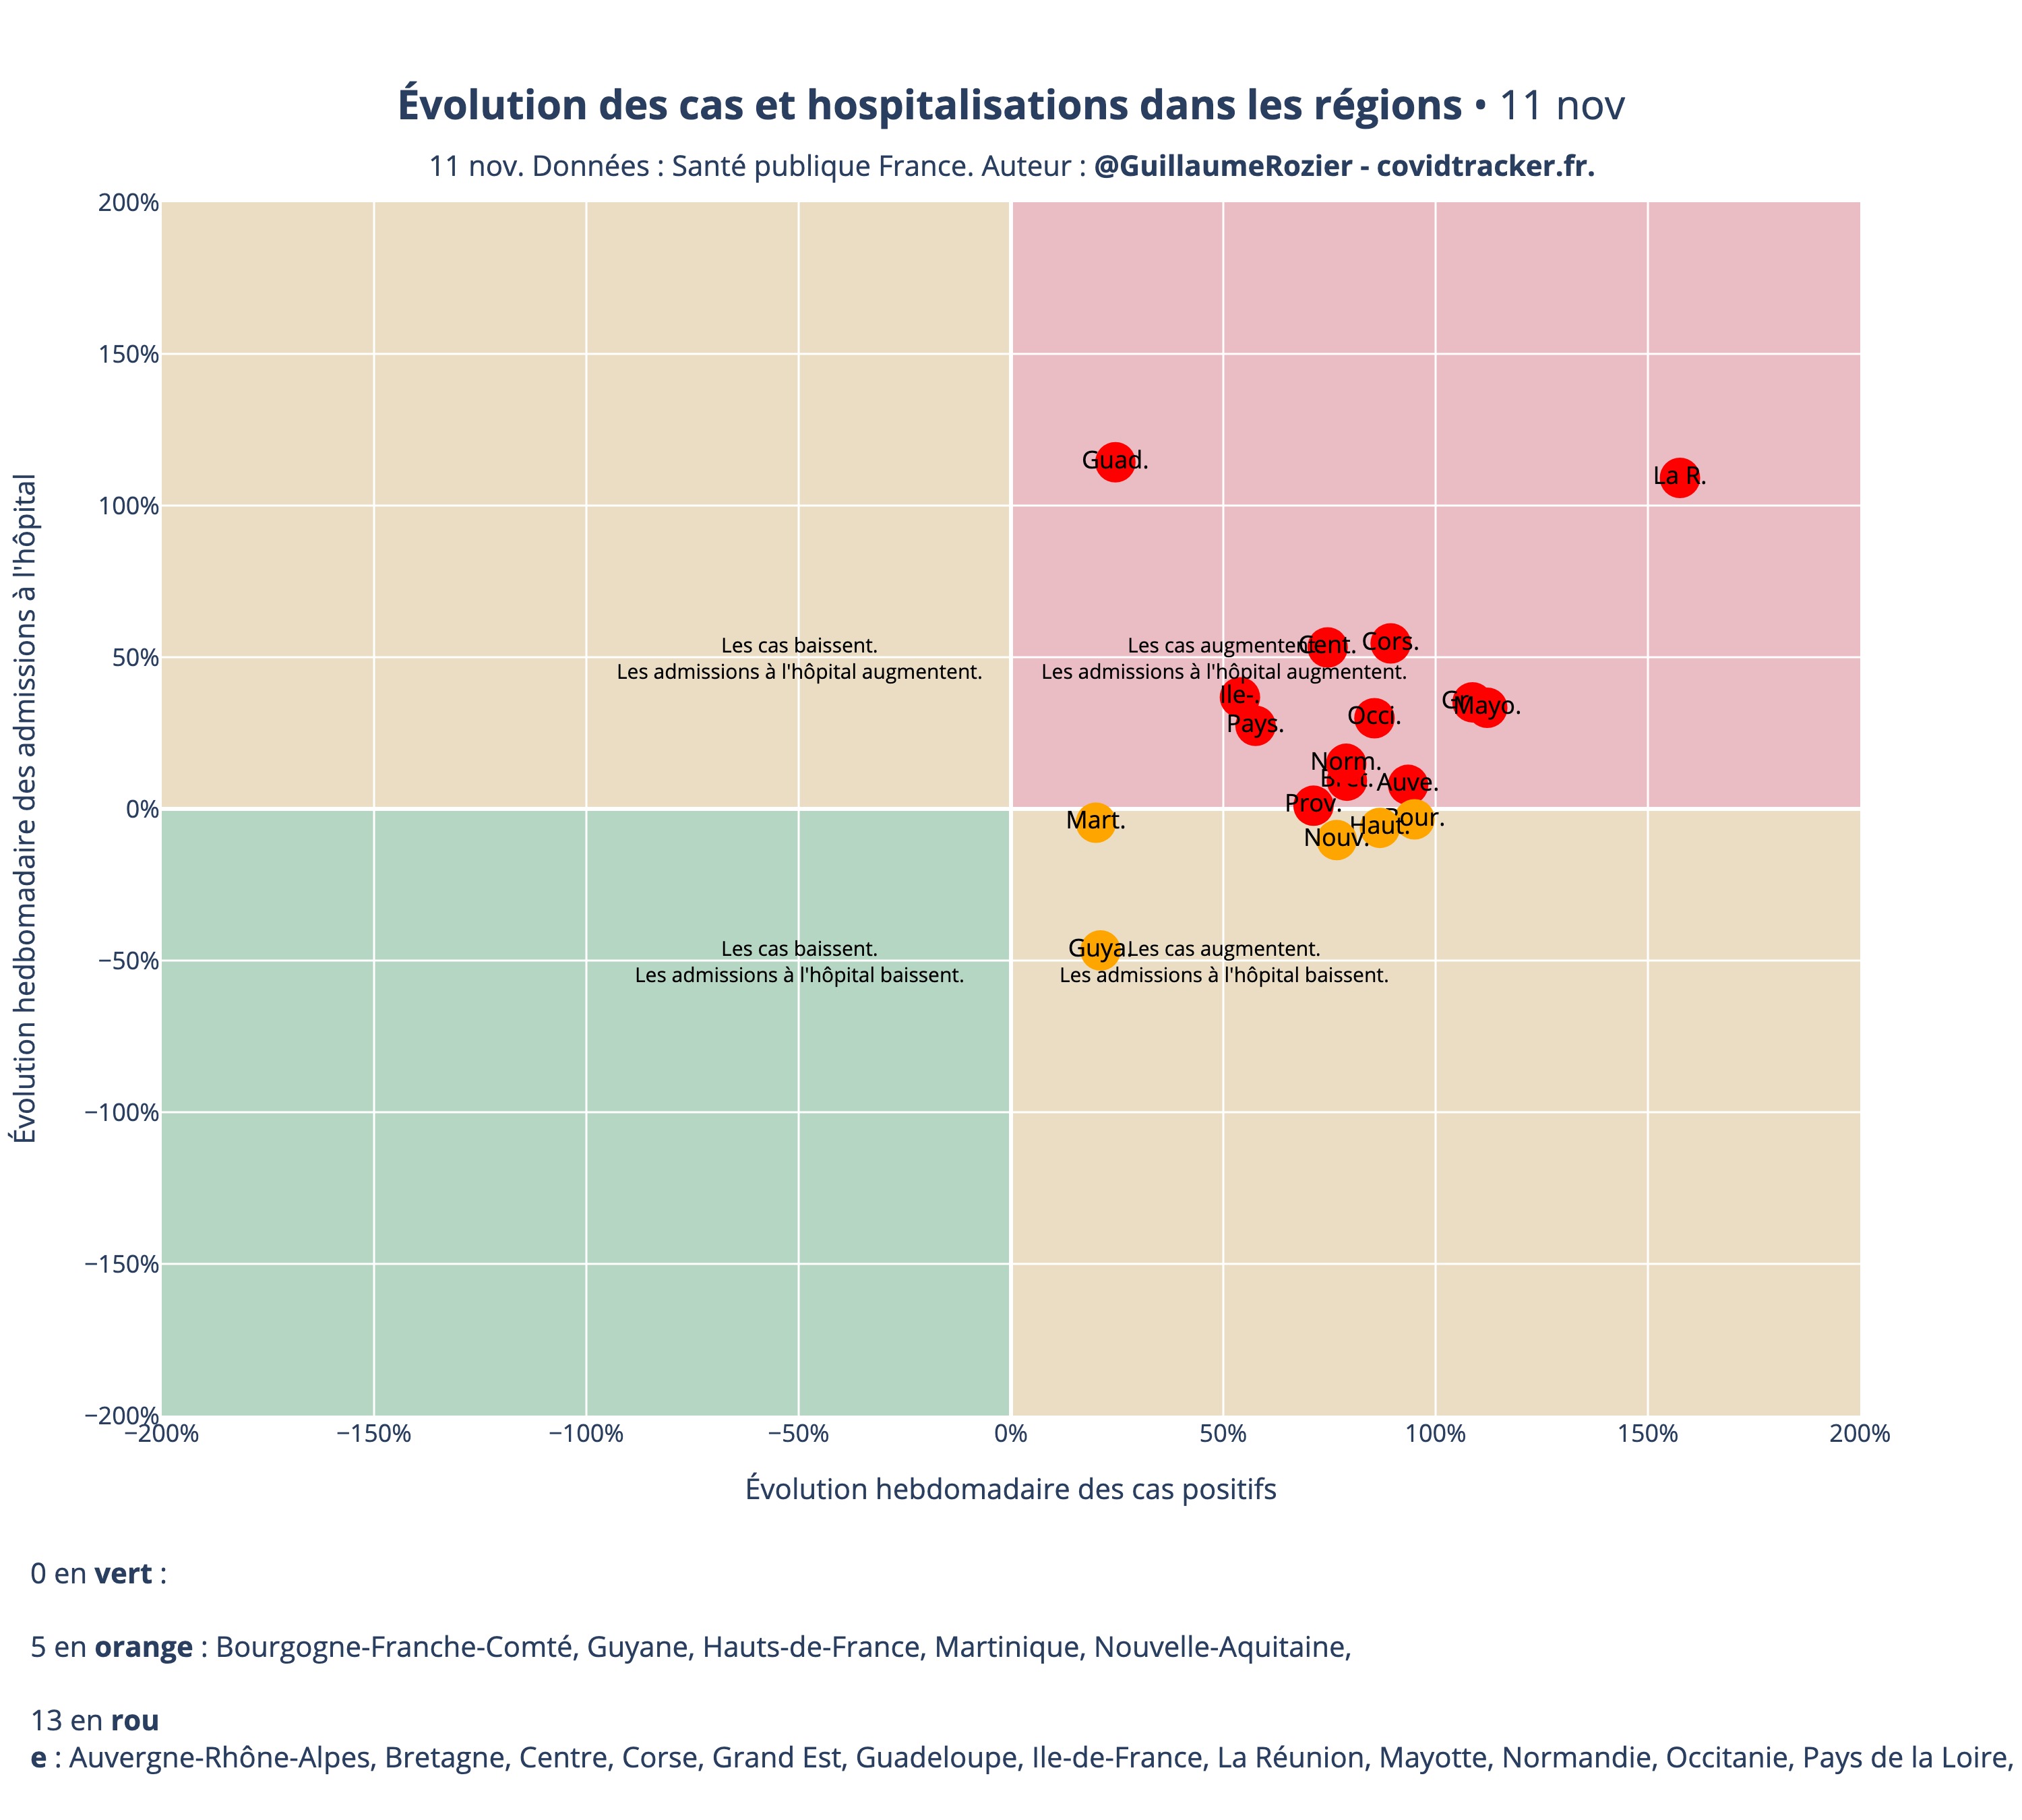 Évolution des cas et hospitalisations dans les régions • 11 nov
11 nov. Données : Santé publique France. Auteur : @GuillaumeRozier - covidtracker.fr.
Évolution hedbomadaire des admissions à l'hôpital
200%
150%
100%
50%
0%
−50%
−100%
−150%
−200%
Guad.
La R.
Les cas baissent.
Les admissions à l'hôpital augmentent.
Les cas augmentent.
Les admissions à l'hôpital augmentent.
Cent.
Cors.
Ile-.
Pays.
Occi.
Mayo.
Norm.
Bret.
Auve.
Prov.
Mart.
Bour.
Haut.
Nouv.
Guya.
Les cas baissent.
Les admissions à l'hôpital baissent.
Les cas augmentent.
Les admissions à l'hôpital baissent.
−200%
−150%
−100%
−50%
0%
50%
100%
150%
200%
Évolution hebdomadaire des cas positifs
0 en vert :
5 en orange : Bourgogne-Franche-Comté, Guyane, Hauts-de-France, Martinique, Nouvelle-Aquitaine,
13 en rou
e : Auvergne-Rhône-Alpes, Bretagne, Centre, Corse, Grand Est, Guadeloupe, Ile-de-France, La Réunion, Mayotte, Normandie, Occitanie, Pays de la Loire,